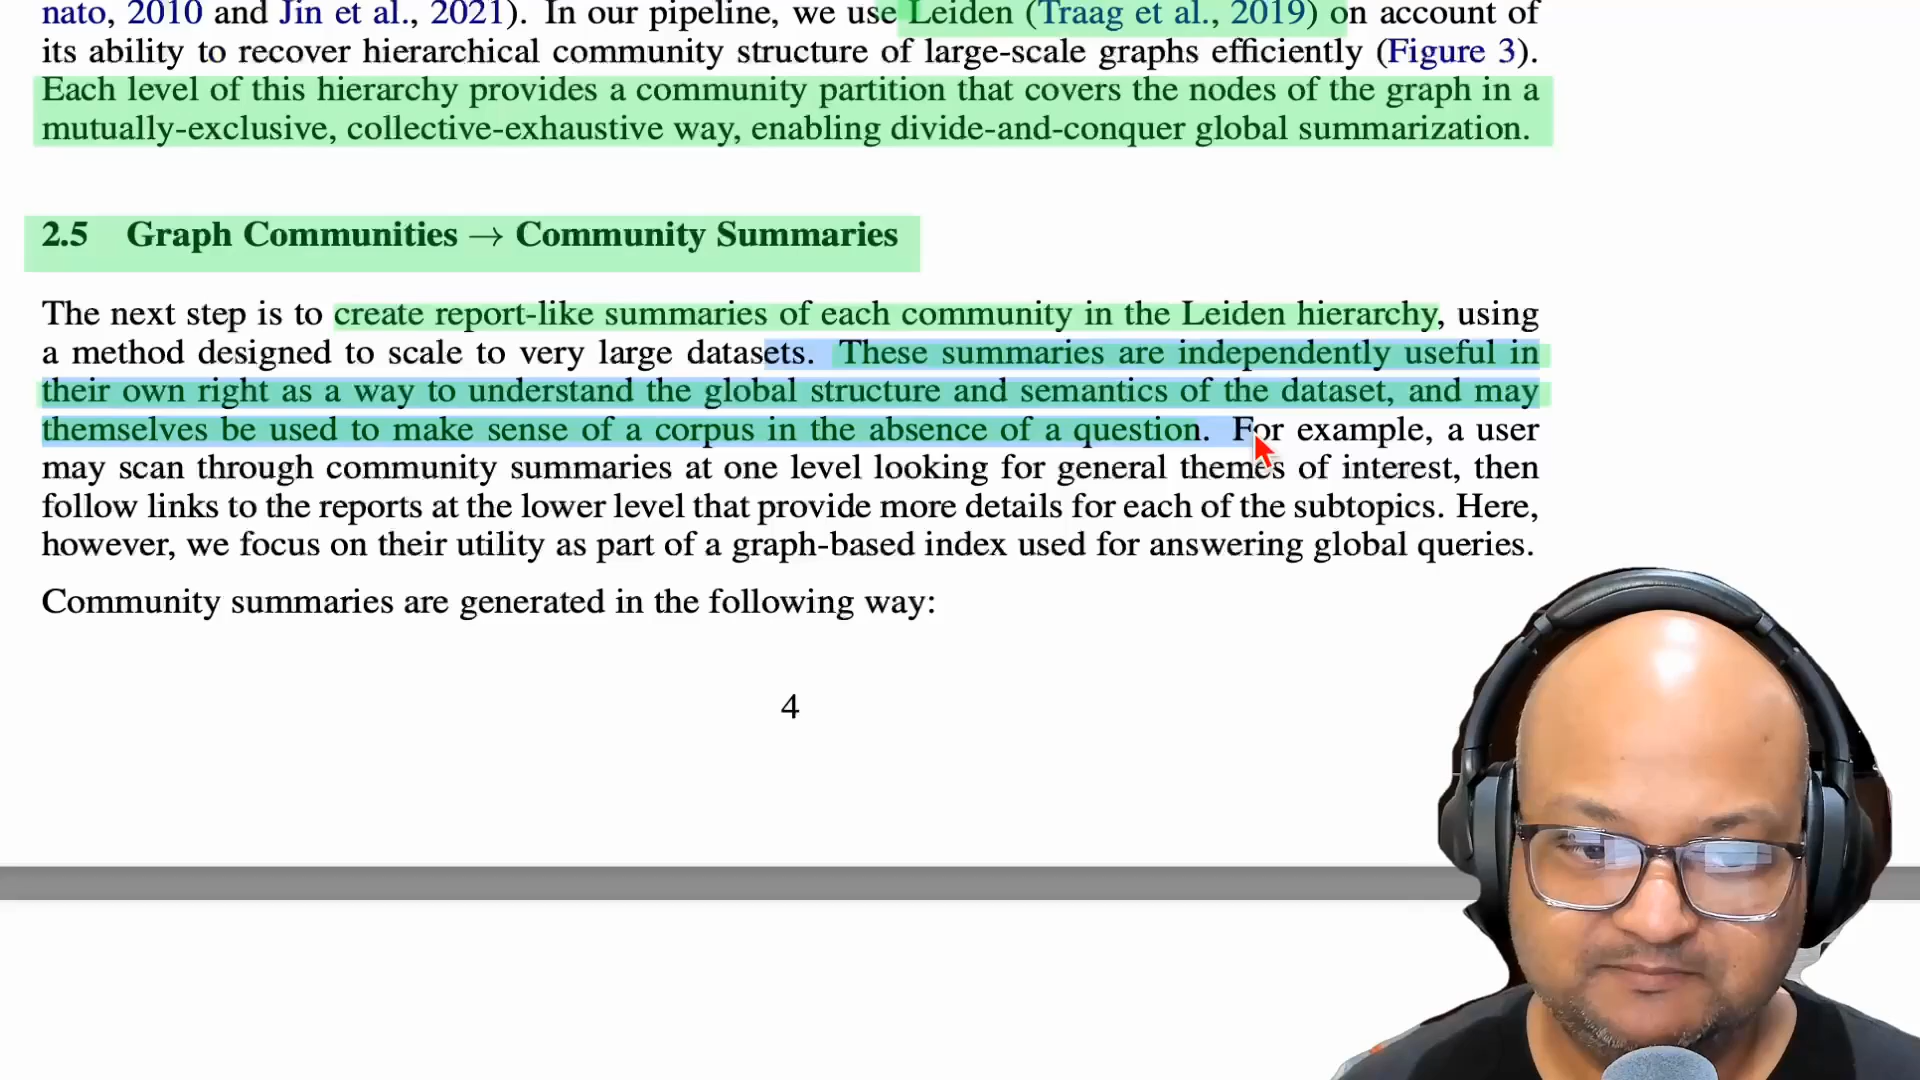 nato, 2010 and Jin et al., 2021). In our pipeline, we use Leiden (Traag et al., 2019) on account of
its ability to recover hierarchical community structure of large-scale graphs efficiently (Figure 3).
Each level of this hierarchy provides a community partition that covers the nodes of the graph in a
mutually-exclusive, collective-exhaustive way, enabling divide-and-conquer global summarization.
2.5 Graph Communities → Community Summaries
The next step is to create report-like summaries of each community in the Leiden hierarchy, using
a method designed to scale to very large datasets. These summaries are independently useful in
their own right as a way to understand the global structure and semantics of the dataset, and may
themselves be used to make sense of a corpus in the absence of a question. For example, a user
may scan through community summaries at one level looking for general themes of interest, then
follow links to the reports at the lower level that provide more details for each of the subtopics. Here,
however, we focus on their utility as part of a graph-based index used for answering global queries.
Community summaries are generated in the following way:
4